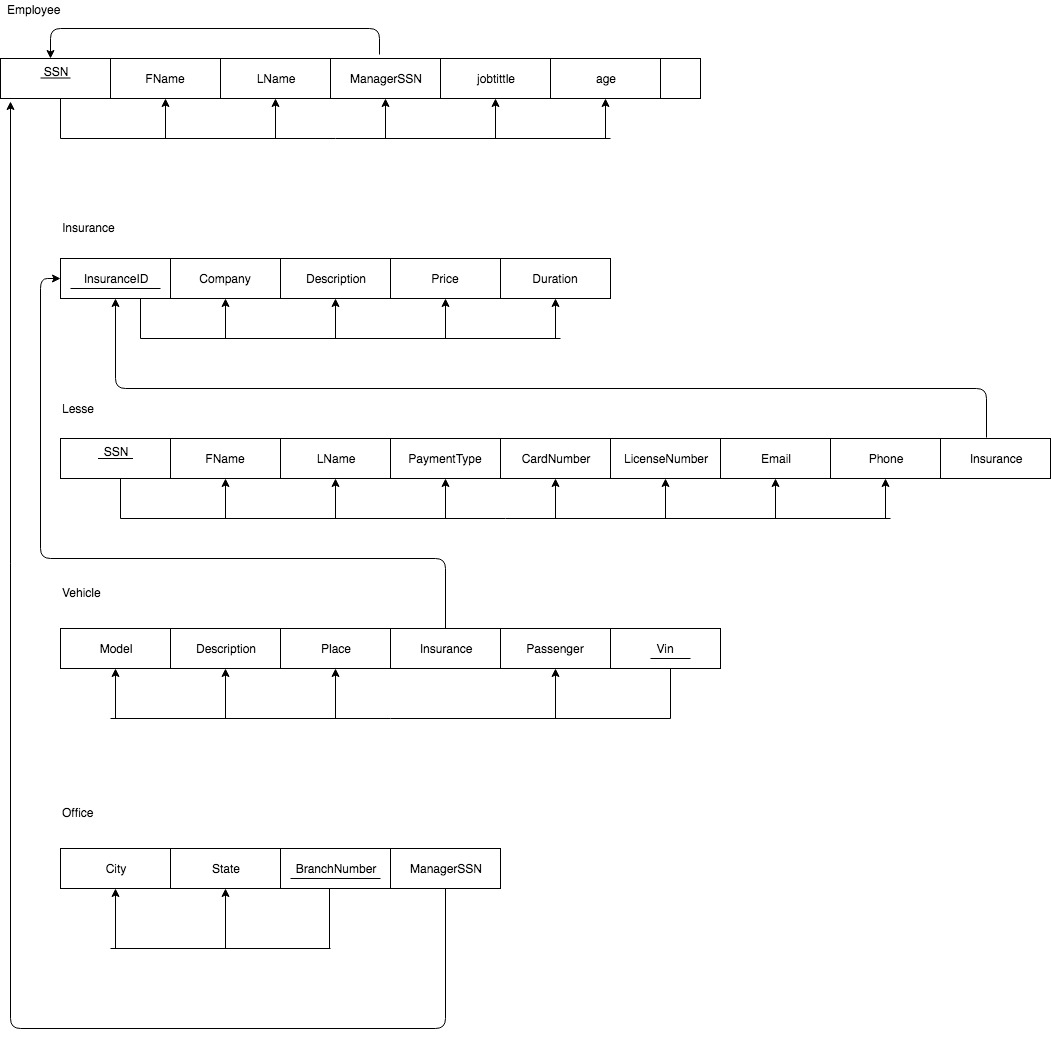 Employee
SSN FName LName ManagerSSN jobtittle age
Insurance
InsuranceID Company Description Price Duration
Lesse
SSN FName LName PaymentType CardNumber LicenseNumber Email Phone Insurance
Vehicle
Model Description Place Insurance Passenger Vin
Office
City State BranchNumber ManagerSSN